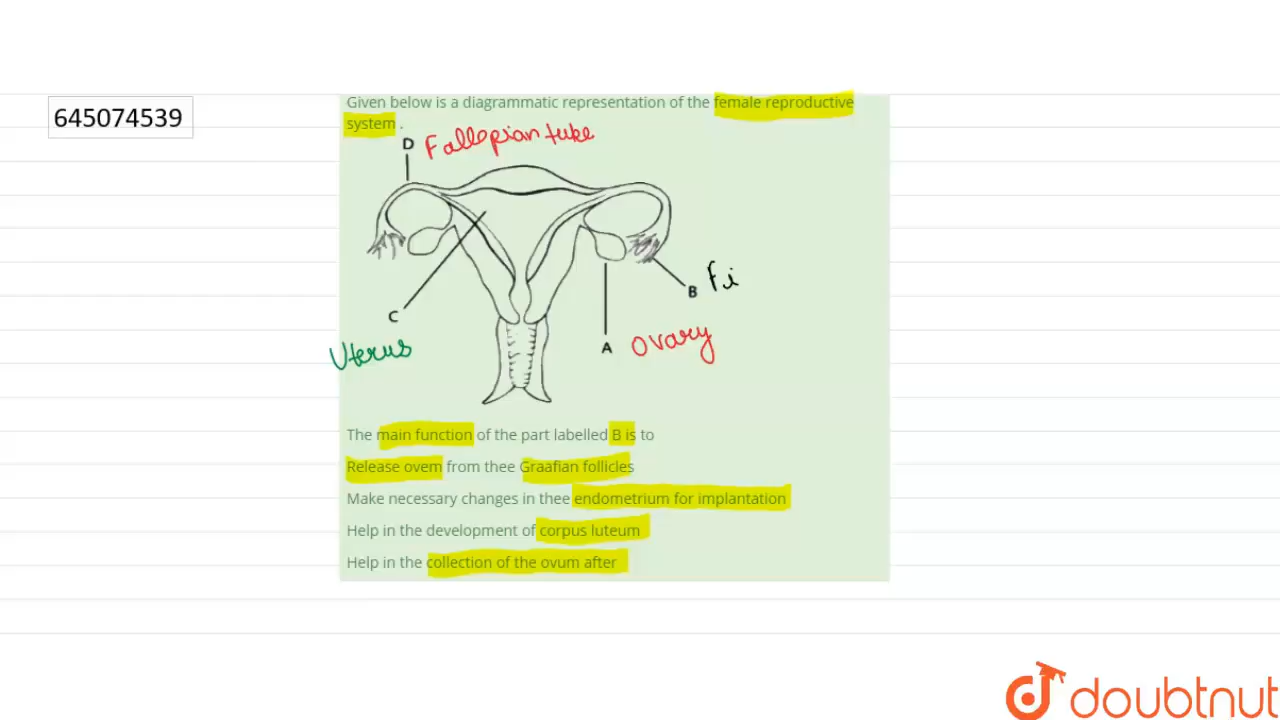 645074539
Given below is a diagrammatic representation of the female reproductive
system .
D Fallopian tube
B Fi
C
Uterus
A Ovary
The main function of the part labelled B is to
Release ovem from thee Graafian follicles
Make necessary changes in thee endometrium for implantation
Help in the development of corpus luteum
Help in the collection of the ovum after
doubtnut